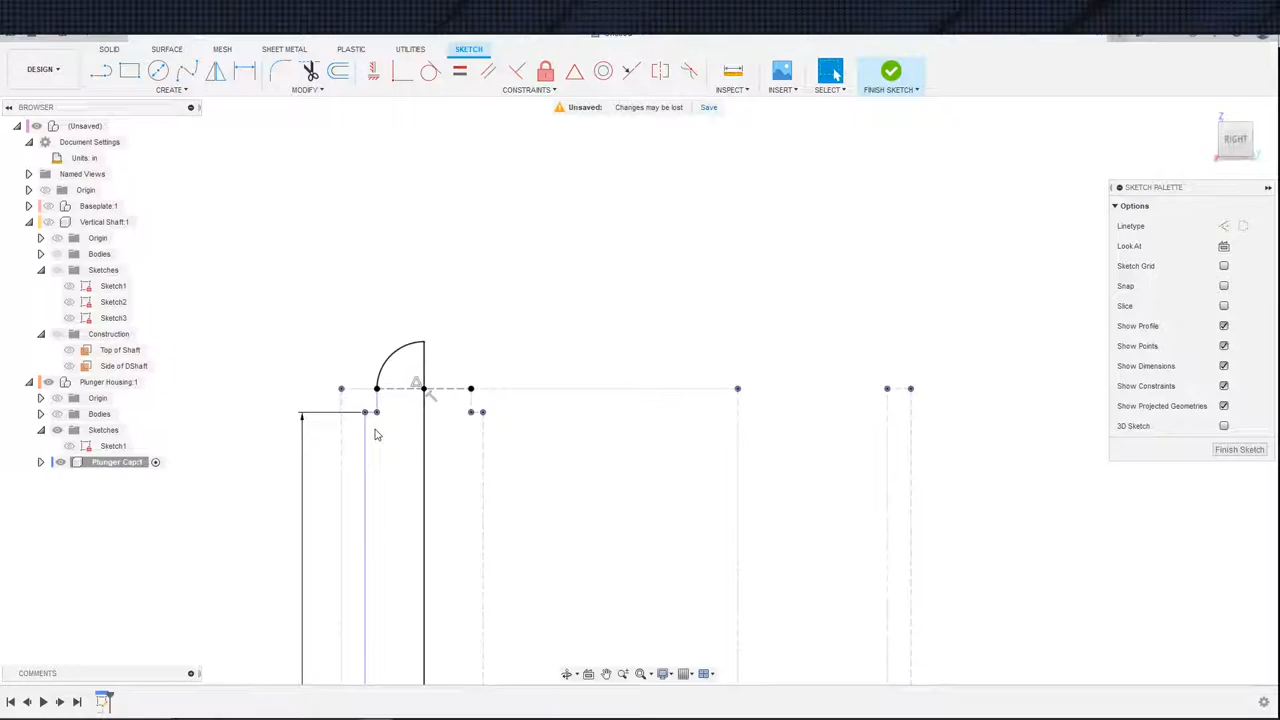 SOLID SURFACE MESH SHEET METAL PLASTIC UTILITIES SKETCH
DESIGN
CREATE MODIFY CONSTRAINTS INSPECT INSERT SELECT FINISH SKETCH
BROWSER
Unsaved: Changes may be lost Save
(Unsaved)
Document Settings
Units: in
Named Views
Origin
Baseplate:1
Vertical Shaft:1
Origin
Bodies
Sketches
Sketch1
Sketch2
Sketch3
Construction
Top of Shaft
Side of DShaft
Plunger Housing:1
Origin
Bodies
Sketches
Sketch1
Plunger Cap:1
Z
RIGHT
SKETCH PALETTE
Options
Linetype
Look At
Sketch Grid
Snap
Slice
Show Profile
Show Points
Show Dimensions
Show Constraints
Show Projected Geometries
3D Sketch
Finish Sketch
COMMENTS